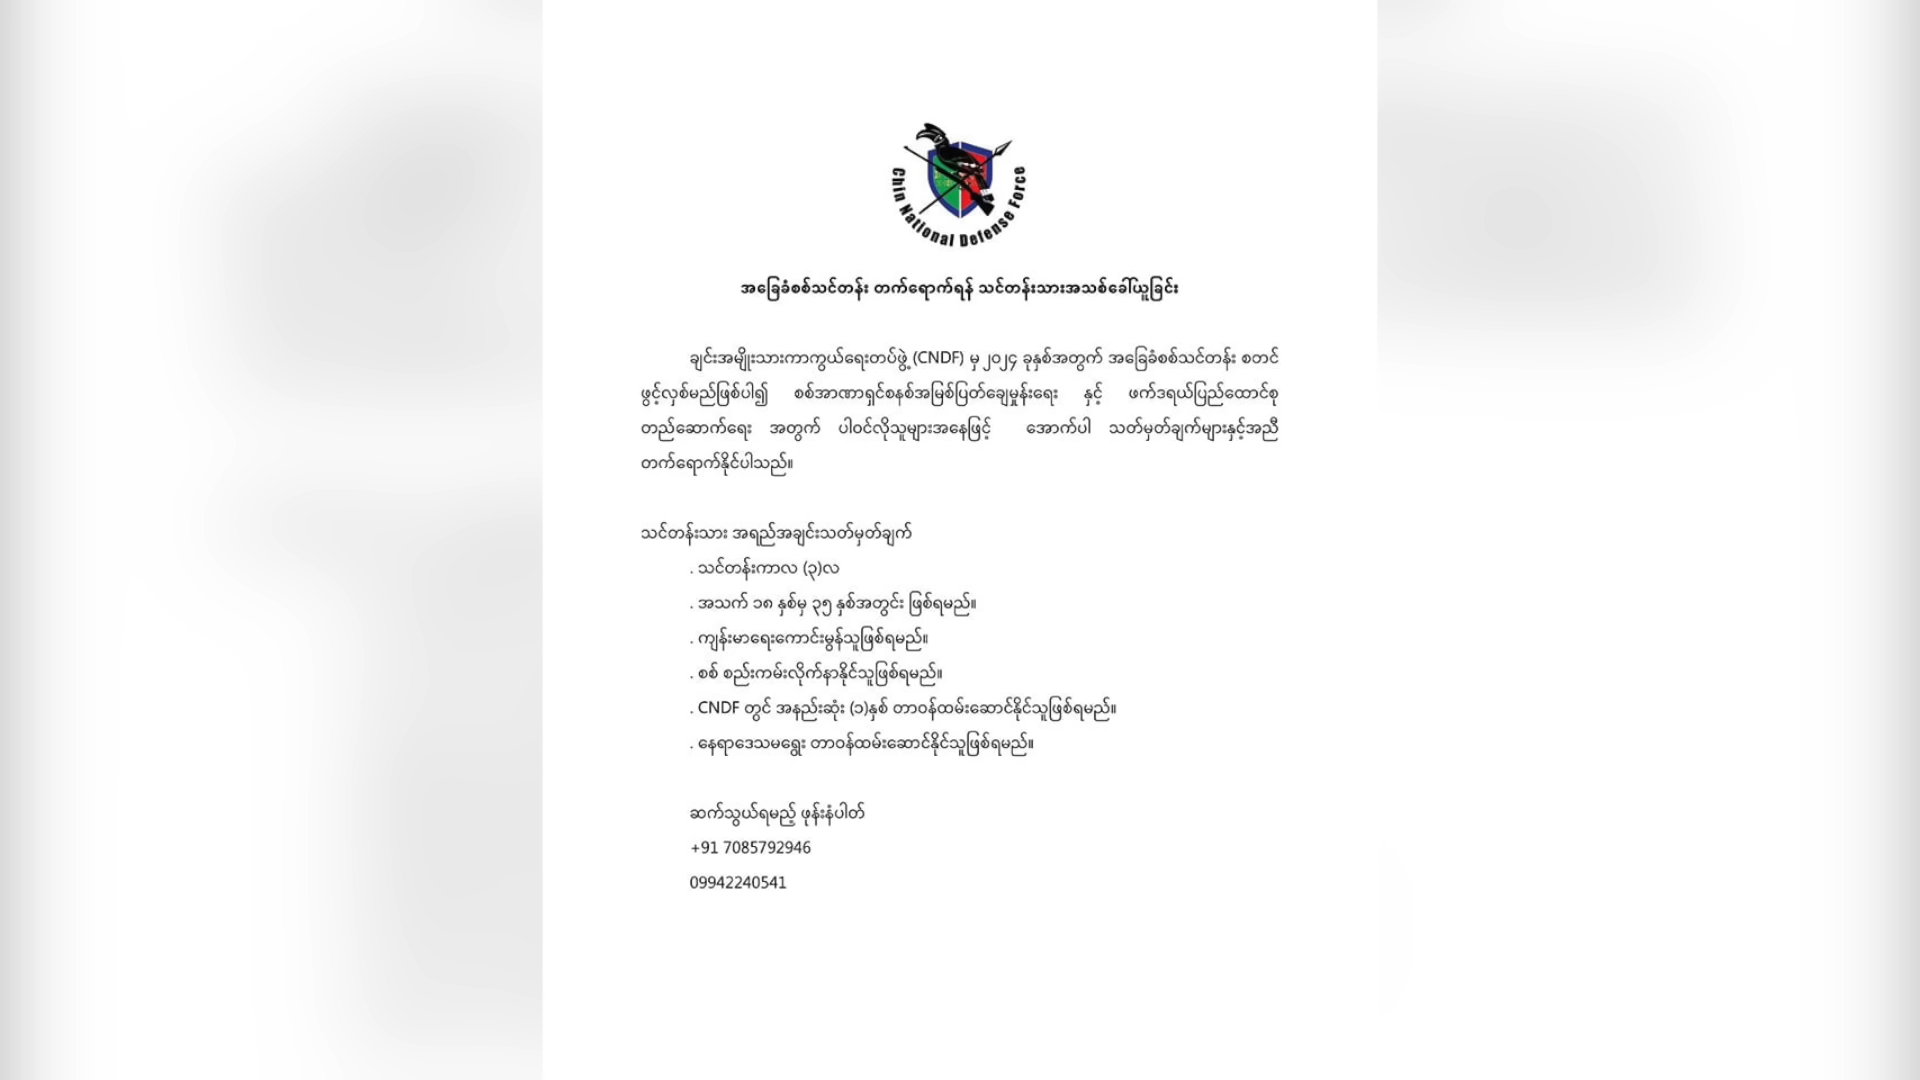 Chin National Defense Force
အခြေခံစစ်သင်တန်း တက်ရောက်ရန် သင်တန်းသားအသစ်ခေါ်ယူခြင်း
ချင်းအမျိုးသားကာကွယ်ရေးတပ်ဖွဲ့ (CNDF) မှ ၂၀၂၄ ခုနှစ်အတွက် အခြေခံစစ်သင်တန်း စတင်
ဖွင့်လှစ်မည်ဖြစ်ပါ၍ စစ်အာဏာရှင်စနစ်အမြစ်ပြတ်ချေမှုန်းရေး နှင့် ဖက်ဒရယ်ပြည်ထောင်စု
တည်ဆောက်ရေး အတွက် ပါဝင်လိုသူများအနေဖြင့် အောက်ပါ သတ်မှတ်ချက်များနှင့်အညီ
တက်ရောက်နိုင်ပါသည်။
သင်တန်းသား အရည်အချင်းသတ်မှတ်ချက်
. သင်တန်းကာလ (၃)လ
. အသက် ၁၈ နှစ်မှ ၃၅ နှစ်အတွင်း ဖြစ်ရမည်။
. ကျန်းမာရေးကောင်းမွန်သူဖြစ်ရမည်။
. စစ် စည်းကမ်းလိုက်နာနိုင်သူဖြစ်ရမည်။
. CNDF တွင် အနည်းဆုံး (၁)နှစ် တာဝန်ထမ်းဆောင်နိုင်သူဖြစ်ရမည်။
. နေရာဒေသမရွေး တာဝန်ထမ်းဆောင်နိုင်သူဖြစ်ရမည်။
ဆက်သွယ်ရမည့် ဖုန်းနံပါတ်
+91 7085792946
09942240541